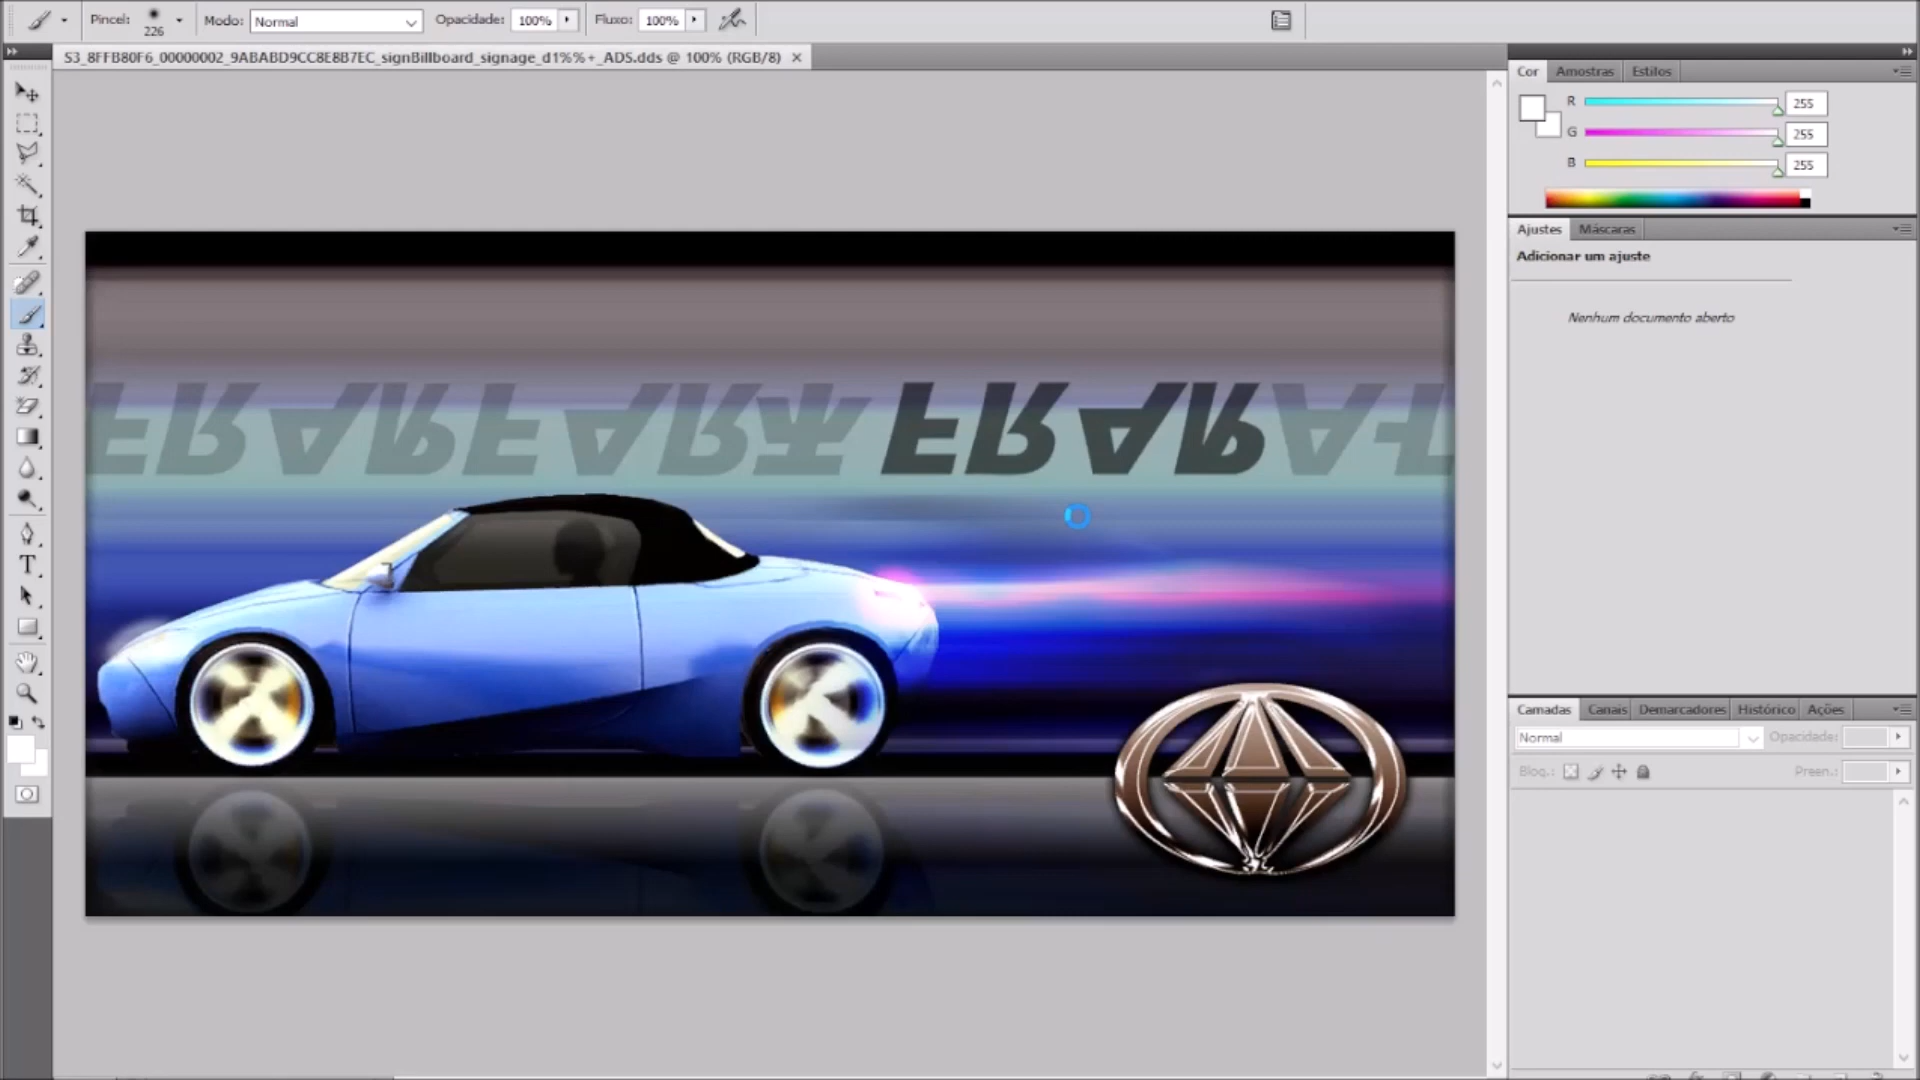 Pincel: 226 Modo: Normal Opacidade: 100% Fluxo: 100%
S3_8FFB80F6_00000002_9ABABD9CC8E8B7EC_signBillboard_signage_d1%%+_ADS.dds @ 100% (RGB/8)
Cor Amostras Estilos
R 255
G 255
B 255
Ajustes Máscaras
Adicionar um ajuste
Nenhum documento aberto
Camadas Canais Demarcadores Histórico Ações
Normal Opacidade:
Bloq.: Preen.: